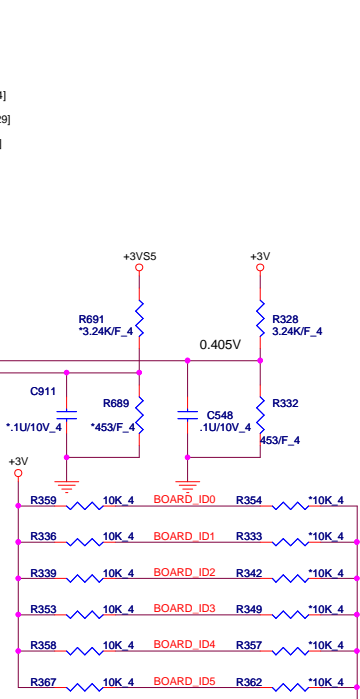 4]
29]
]
+3VS5 +3V
R691 R328
*3.24K/F_4 3.24K/F_4
0.405V
C911 R689 R332
C548
*.1U/10V_4 *453/F_4 .1U/10V_4
453/F_4
+3V
R359 10K_4 BOARD_ID0 R354 *10K_4
R336 10K_4 BOARD_ID1 R333 *10K_4
R339 10K_4 BOARD_ID2 R342 *10K_4
R353 10K_4 BOARD_ID3 R349 *10K_4
R358 10K_4 BOARD_ID4 R357 *10K_4
R367 10K_4 BOARD_ID5 R362 *10K_4